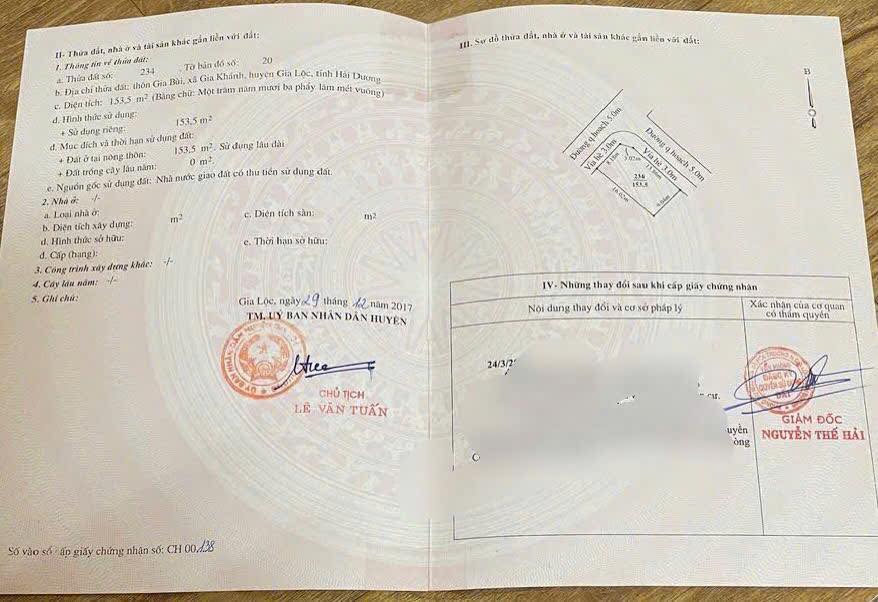 II- Thửa đất, nhà ở và tài sản khác gắn liền với đất:
1. Thông tin về thửa đất:
a. Thửa đất số: 234 Tờ bản đồ số: 20
b. Địa chỉ thửa đất: thôn Gia Bùi, xã Gia Khánh, huyện Gia Lộc, tỉnh Hải Dương
c. Diện tích: 153,5 m² (Bằng chữ: Một trăm năm mươi ba phẩy lăm mét vuông)
d. Hình thức sử dụng:
+ Sử dụng riêng: 153,5 m²
đ. Mục đích và thời hạn sử dụng đất:
+ Đất ở tại nông thôn: 153,5 m². Sử dụng lâu dài
+ Đất trồng cây lâu năm: 0 m².
e. Nguồn gốc sử dụng đất: Nhà nước giao đất có thu tiền sử dụng đất.
2. Nhà ở: -/-
a. Loại nhà ở:
b. Diện tích xây dựng: m² c. Diện tích sàn: m²
d. Hình thức sở hữu: e. Thời hạn sở hữu:
đ. Cấp (hạng):
3. Công trình xây dựng khác: -/-
4. Cây lâu năm: -/-
5. Ghi chú:
Gia Lộc, ngày 29 tháng 12 năm 2017
TM. UỶ BAN NHÂN DÂN HUYỆN
CHỦ TỊCH
LÊ VĂN TUẤN
Số vào sổ cấp giấy chứng nhận số: CH 00138
III. Sơ đồ thửa đất, nhà ở và tài sản khác gắn liền với đất:
B
Đường q.hoạch 5.0m
Vỉa hè 3.0m
Đường q.hoạch 5.0m
Vỉa hè 3.0m
234
153,5
IV- Những thay đổi sau khi cấp giấy chứng nhận
Nội dung thay đổi và cơ sở pháp lý
Xác nhận của cơ quan có thẩm quyền
24/3/2
cư.
uyền
òng
GIÁM ĐỐC
NGUYỄN THẾ HẢI